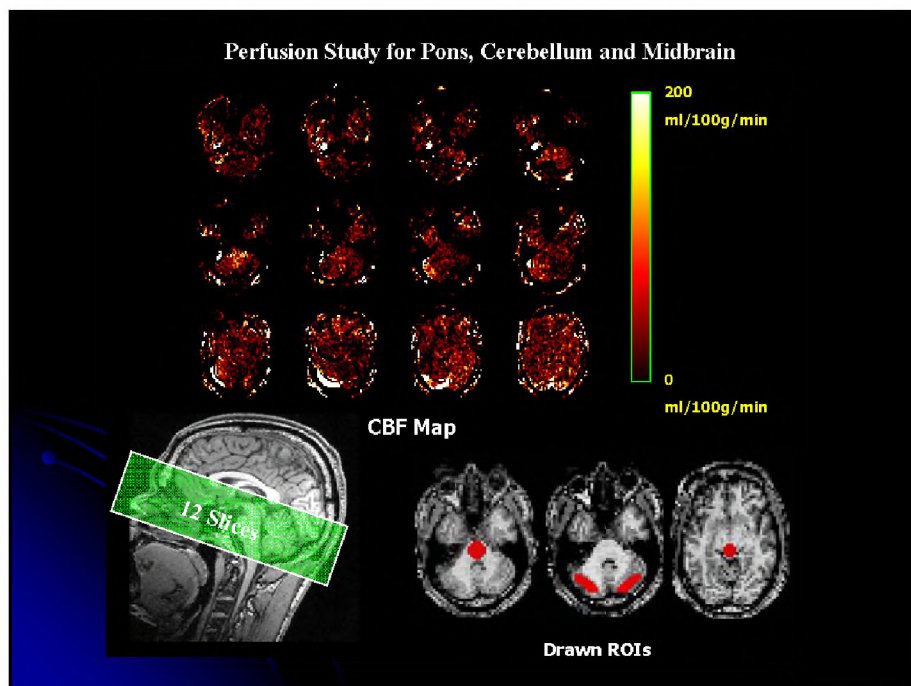 Perfusion Study for Pons, Cerebellum and Midbrain
200
ml/100g/min
0
ml/100g/min
CBF Map
12 Slices
Drawn ROIs